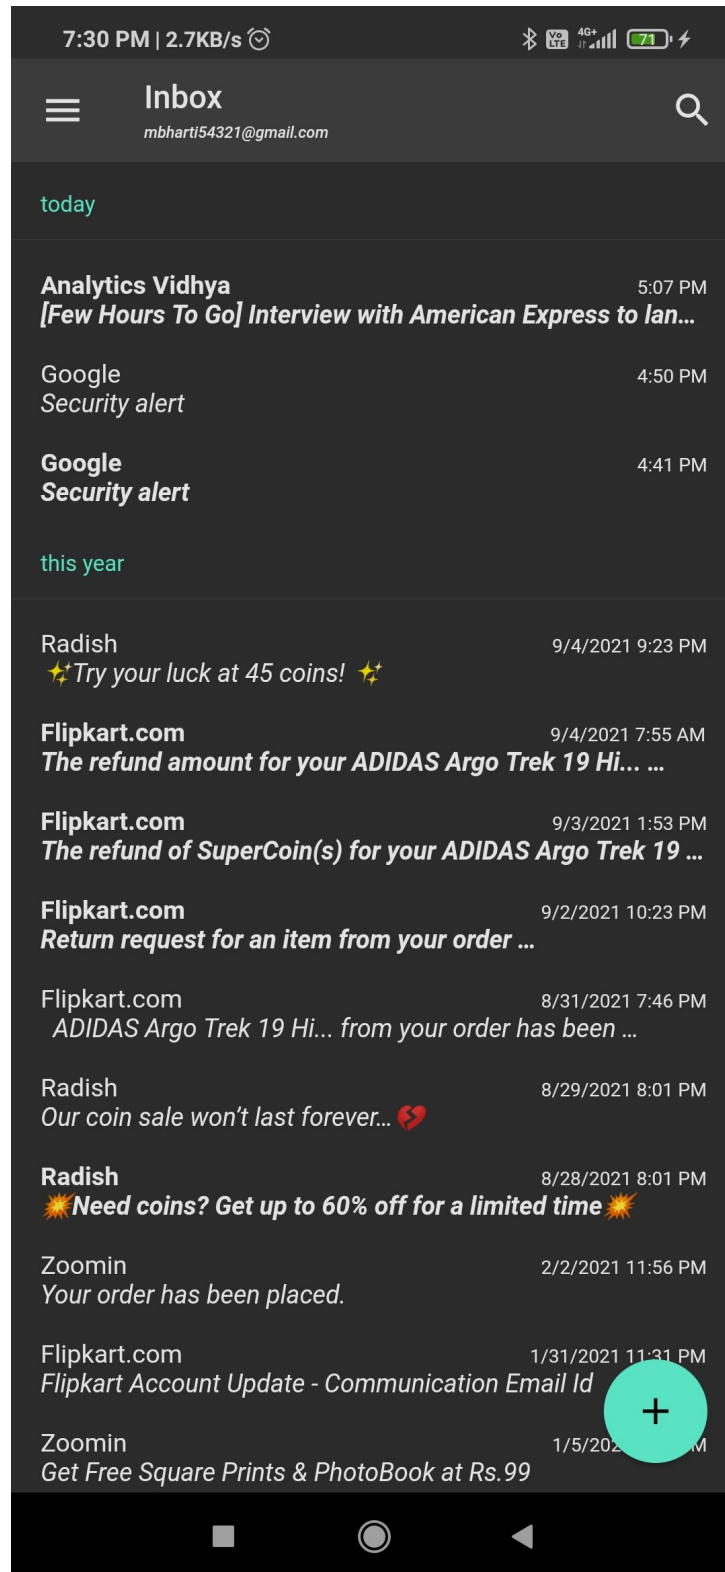 7:30 PM | 2.7KB/s
Vo LTE 4G+ 71
Inbox
mbharti54321@gmail.com
today
Analytics Vidhya 5:07 PM
[Few Hours To Go] Interview with American Express to lan...
Google 4:50 PM
Security alert
Google 4:41 PM
Security alert
this year
Radish 9/4/2021 9:23 PM
✨Try your luck at 45 coins! ✨
Flipkart.com 9/4/2021 7:55 AM
The refund amount for your ADIDAS Argo Trek 19 Hi... ...
Flipkart.com 9/3/2021 1:53 PM
The refund of SuperCoin(s) for your ADIDAS Argo Trek 19 ...
Flipkart.com 9/2/2021 10:23 PM
Return request for an item from your order ...
Flipkart.com 8/31/2021 7:46 PM
ADIDAS Argo Trek 19 Hi... from your order has been ...
Radish 8/29/2021 8:01 PM
Our coin sale won't last forever...💔
Radish 8/28/2021 8:01 PM
💥Need coins? Get up to 60% off for a limited time💥
Zoomin 2/2/2021 11:56 PM
Your order has been placed.
Flipkart.com 1/31/2021 11:31 PM
Flipkart Account Update - Communication Email Id
Zoomin
Get Free Square Prints & PhotoBook at Rs.99